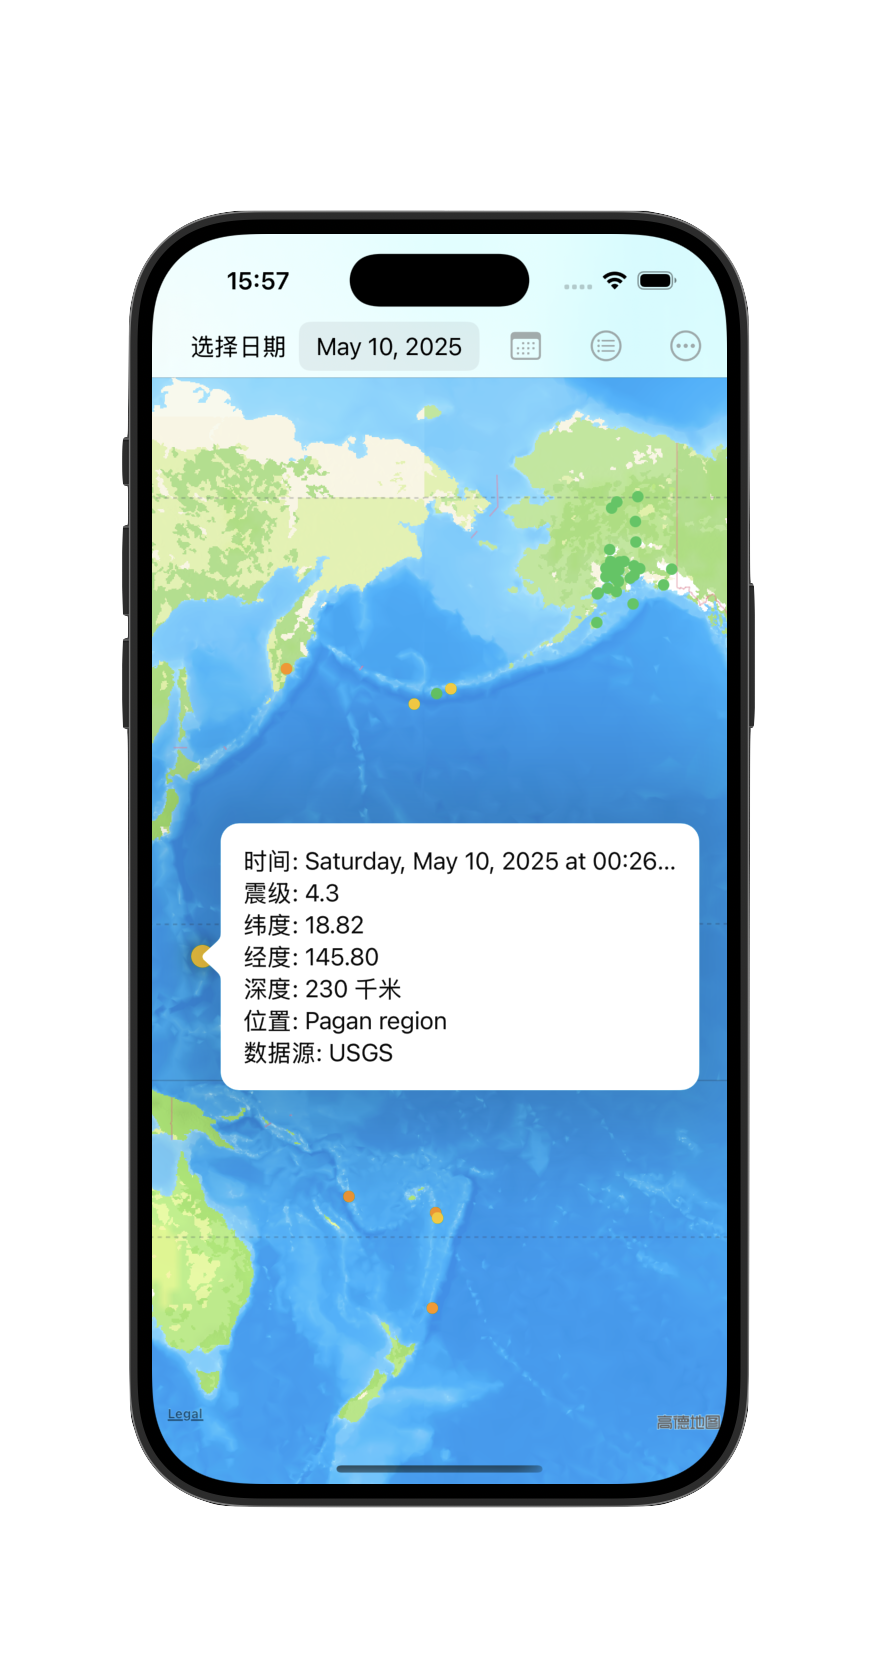 15:57
选择日期 May 10, 2025
时间: Saturday, May 10, 2025 at 00:26...
震级: 4.3
纬度: 18.82
经度: 145.80
深度: 230 千米
位置: Pagan region
数据源: USGS
Legal
高德地图